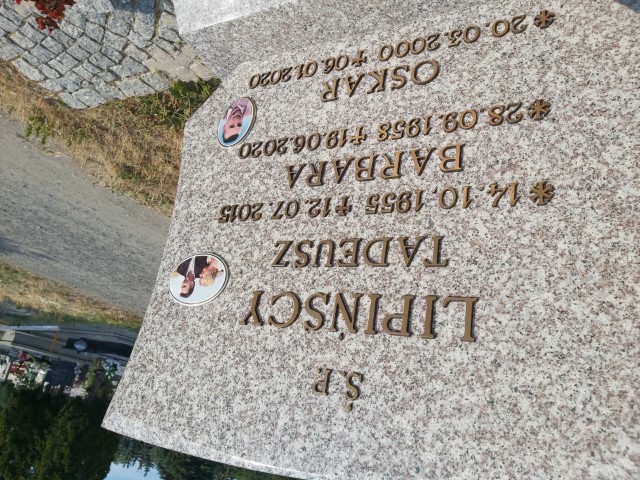 Ś. P.
LIPIŃSCY
TADEUSZ
* 14.10,1955 ✝12.07.2015
BARBARA
* 28.09.1958 ✝19.06.2020
OSKAR
* 20.03.2000 ✝06.01.2020